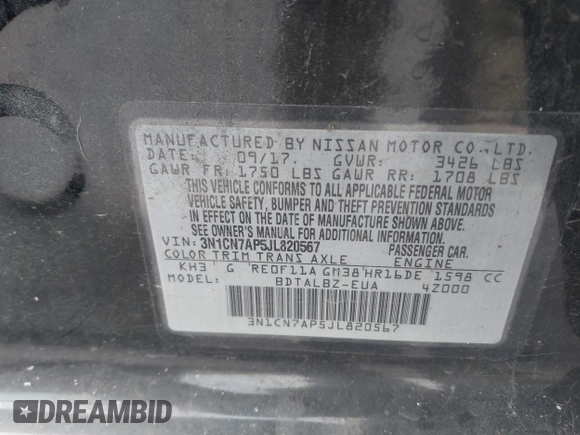 MANUFACTURED BY NISSAN MOTOR CO.,LTD.
DATE: 09/17. GVWR: 3426 LBS
GAWR FR: 1750 LBS GAWR RR: 1708 LBS
THIS VEHICLE CONFORMS TO ALL APPLICABLE FEDERAL MOTOR
VEHICLE SAFETY, BUMPER AND THEFT PREVENTION STANDARDS
IN EFFECT ON THE DATE OF MANUFACTURE SHOWN ABOVE.
SEE OWNER'S MANUAL FOR ADDITIONAL INFORMATION.
VIN: 3N1CN7AP5JL820567 PASSENGER CAR.
COLOR TRIM TRANS AXLE ENGINE
KH3 G RE0F11A GM38 HR16DE 1598 CC
MODEL: BDTALBZ-EUA 4Z000
3N1CN7AP5JL820567
DREAMBID